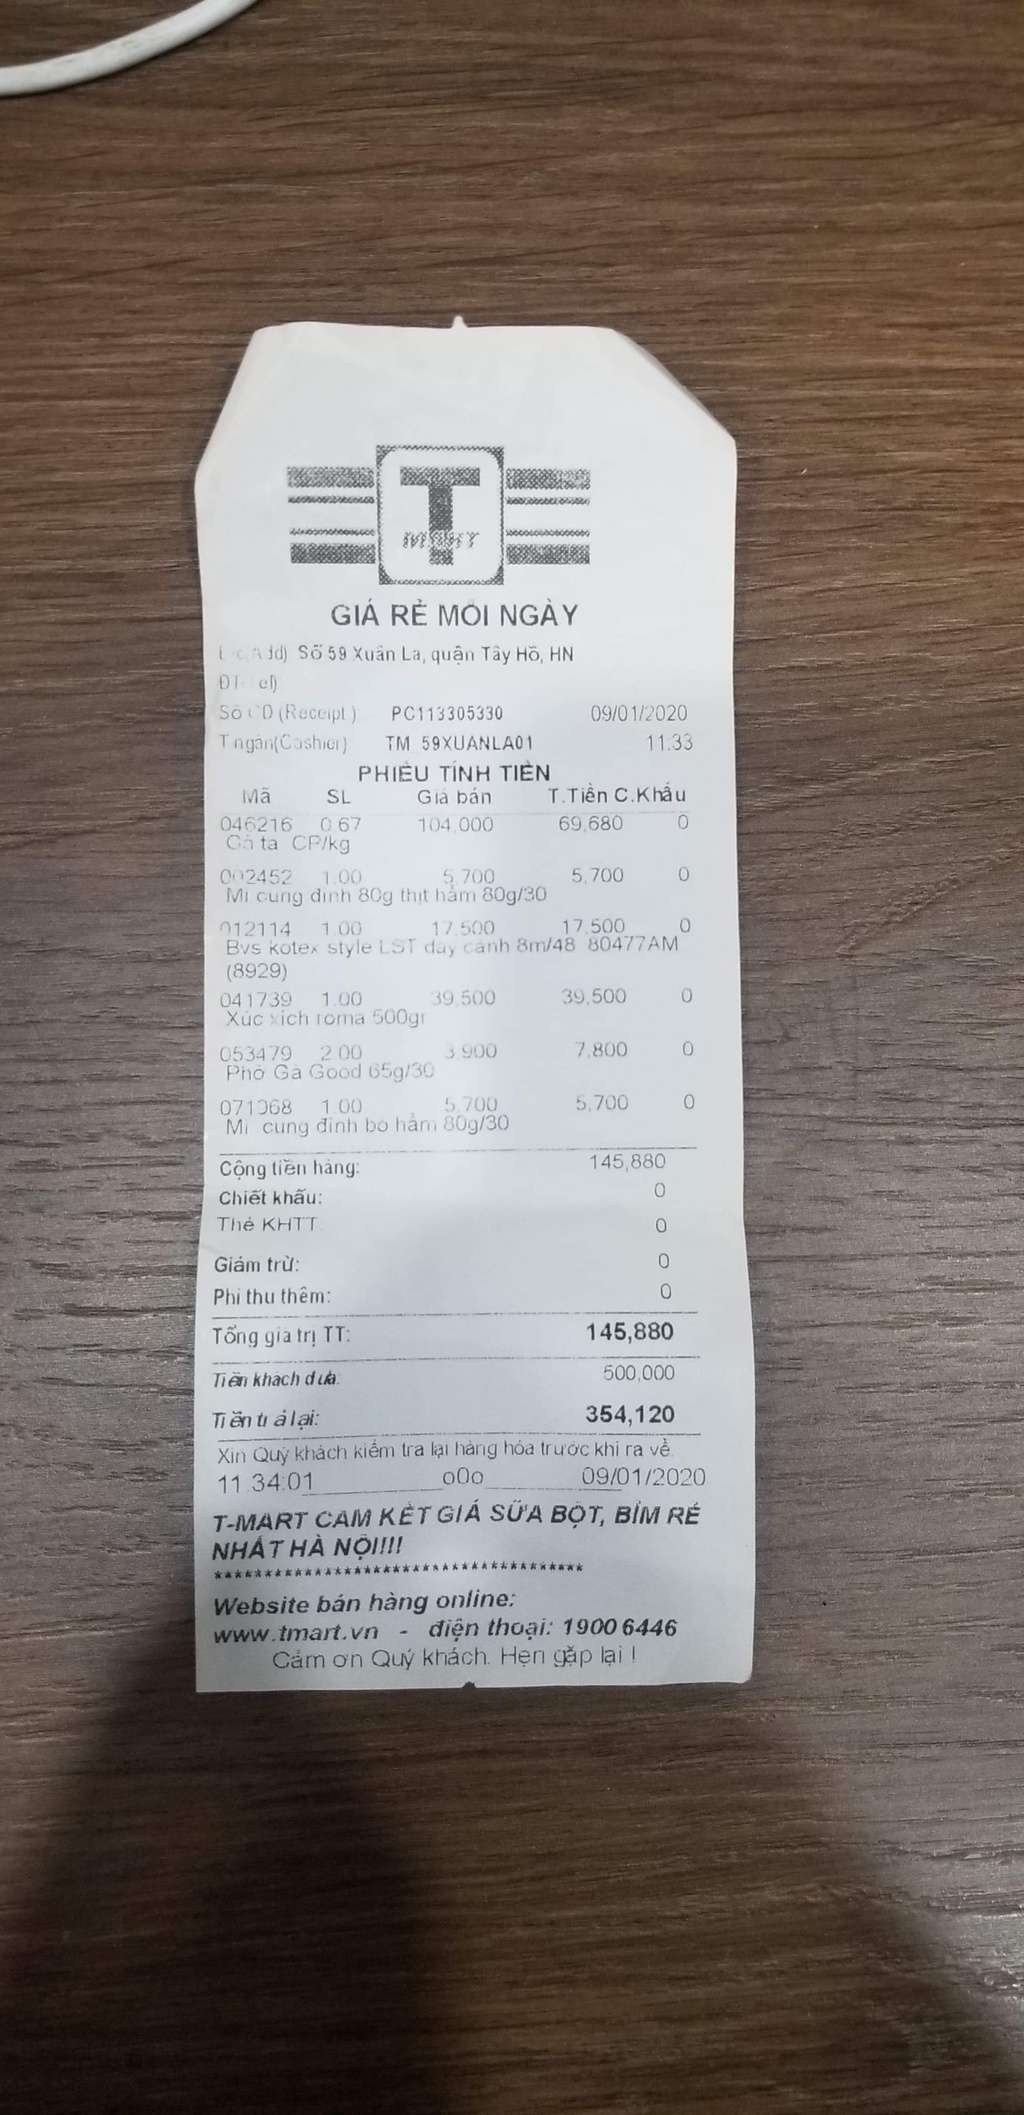 T
MART
GIÁ RẺ MỖI NGÀY
Số 59 Xuân La, quận Tây Hồ, HN
Số CD (Receipt ) PC113305330 09/01/2020
T ngân(Cashier) TM 59XUANLA01 11:33
PHIẾU TÍNH TIỀN
Mã SL Giá bán T.Tiền C.Khấu
046216 0.67 104,000 69,680 0
Gà ta CP/kg
002452 1.00 5,700 5,700 0
Mì cung đình 80g thịt hầm 80g/30
012114 1.00 17,500 17,500 0
Bvs kotex style LST dày cánh 8m/48 80477AM
(8929)
041739 1.00 39,500 39,500 0
Xúc xích roma 500gr
053479 2.00 3,900 7,800 0
Phở Gà Good 65g/30
071068 1.00 5,700 5,700 0
Mì cung đình bò hầm 80g/30
Cộng tiền hàng: 145,880
Chiết khấu: 0
Thẻ KHTT 0
Giảm trừ: 0
Phí thu thêm: 0
Tổng giá trị TT: 145,880
Tiền khách đưa: 500,000
Tiền trả lại: 354,120
Xin Quý khách kiểm tra lại hàng hóa trước khi ra về
11:34:01__________o0o__________09/01/2020
T-MART CAM KẾT GIÁ SỮA BỘT, BỈM RẺ
NHẤT HÀ NỘI!!!
**************************************
Website bán hàng online:
www.tmart.vn - điện thoại: 1900 6446
Cảm ơn Quý khách. Hẹn gặp lại !